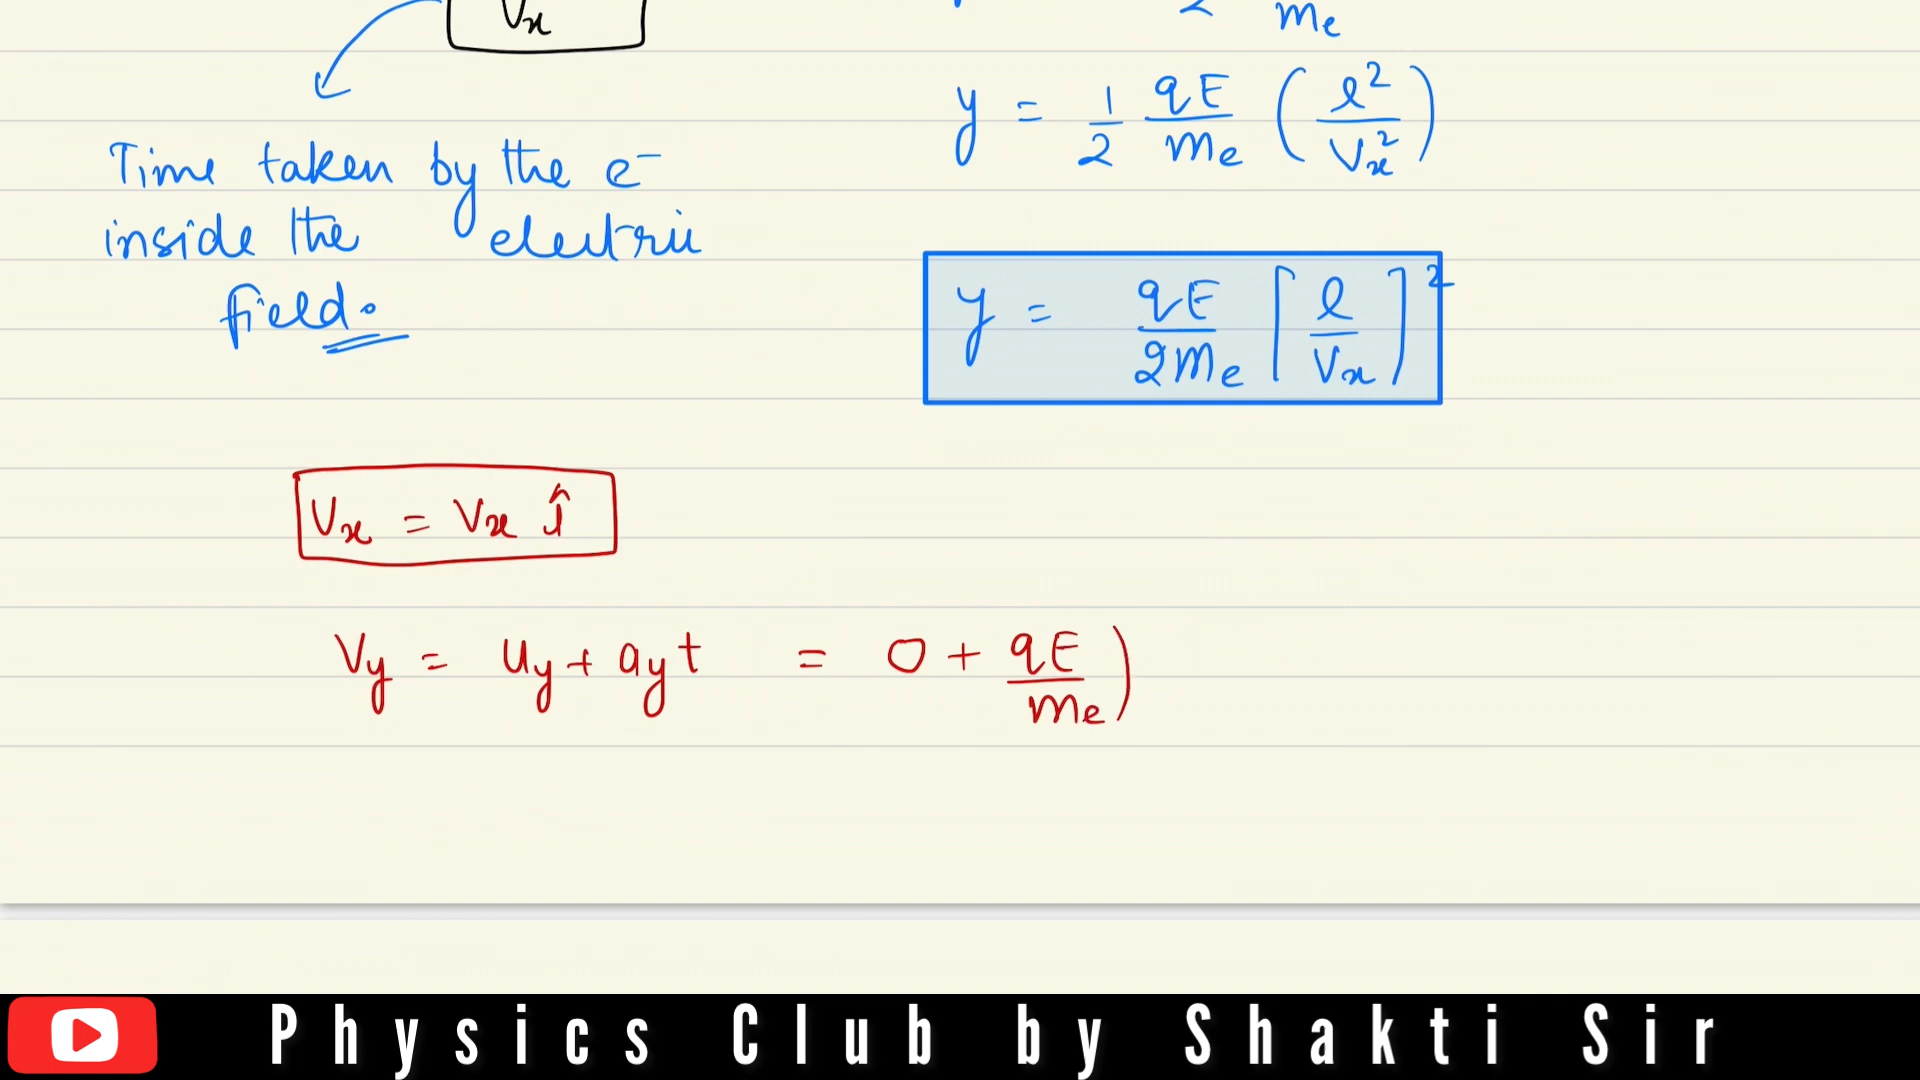 Vx
2 me
y = 1/2 qE/me (l²/Vx²)
Time taken by the e⁻
inside the electric
field.
y = qE/2me [l/Vx]²
Vx = Vx î
Vy = uy + ayt = 0 + qE/me)
Physics Club by Shakti Sir